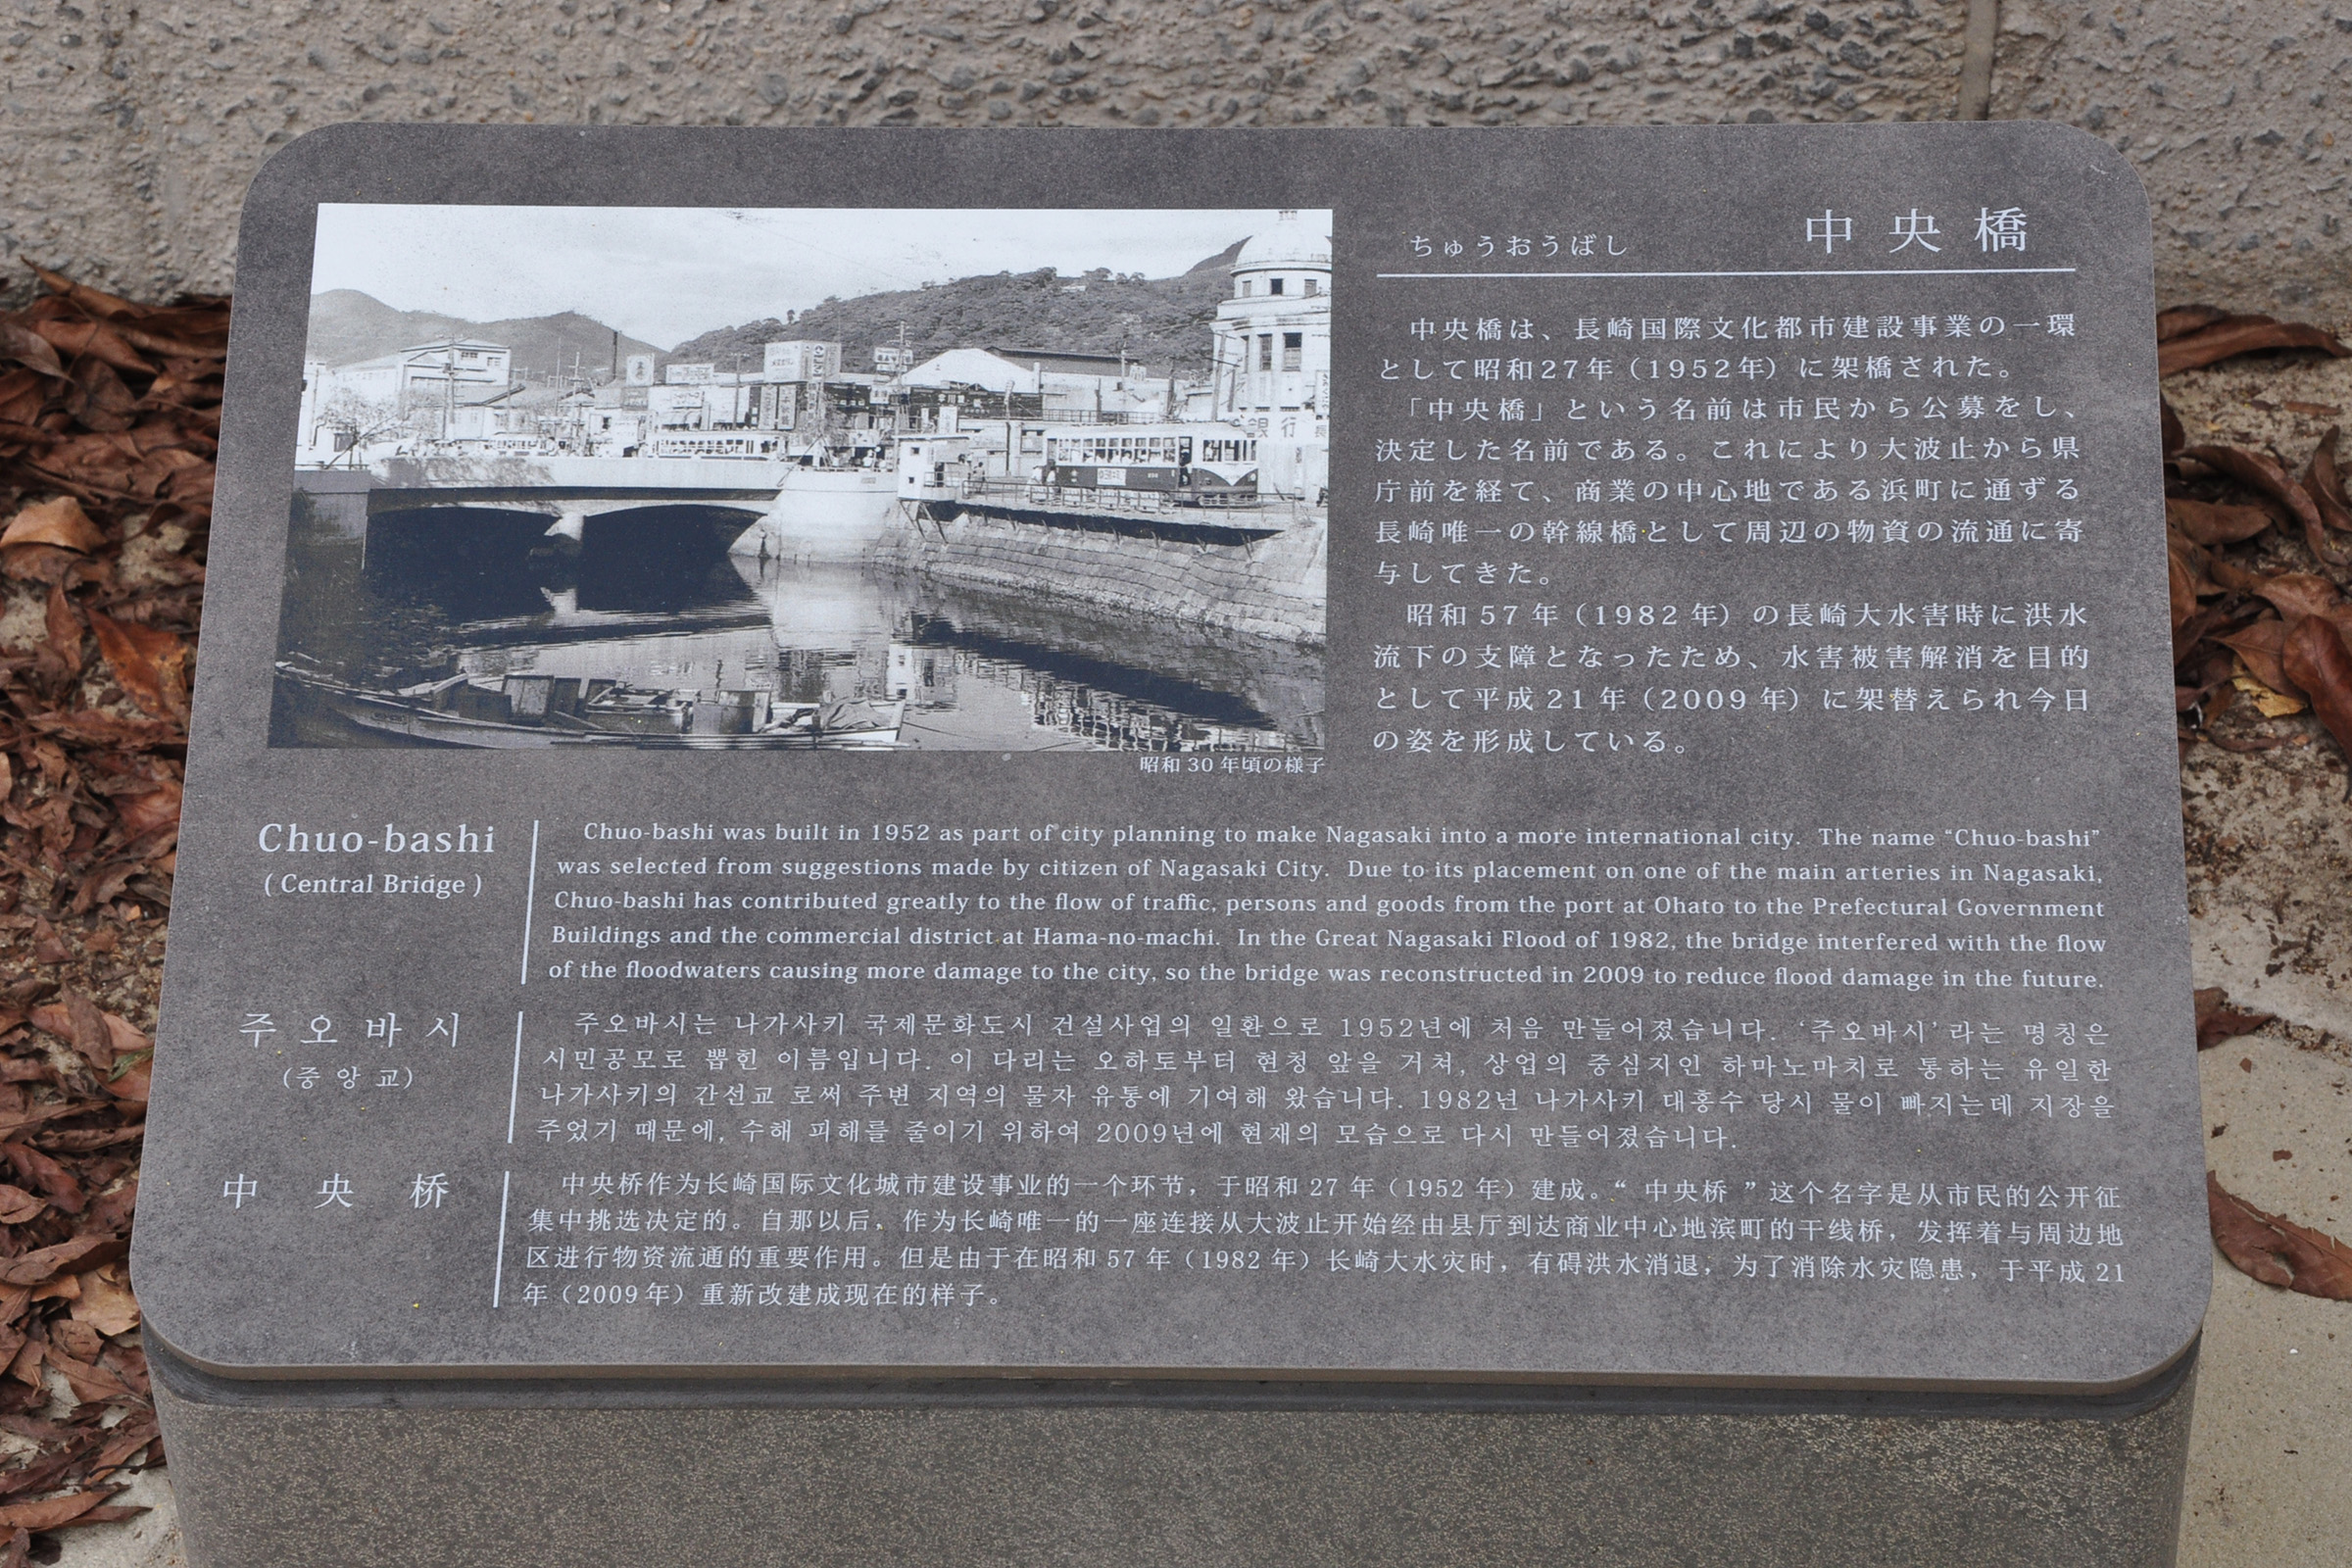 ちゅうおうばし 中央橋
中央橋は、長崎国際文化都市建設事業の一環
として昭和27年（1952年）に架橋された。
「中央橋」という名前は市民から公募をし、
決定した名前である。これにより大波止から県
庁前を経て、商業の中心地である浜町に通ずる
長崎唯一の幹線橋として周辺の物資の流通に寄
与してきた。
昭和57年（1982年）の長崎大水害時に洪水
流下の支障となったため、水害被害解消を目的
として平成21年（2009年）に架替えられ今日
の姿を形成している。
昭和30年頃の様子
Chuo-bashi
( Central Bridge )
Chuo-bashi was built in 1952 as part of city planning to make Nagasaki into a more international city. The name “Chuo-bashi”
was selected from suggestions made by citizen of Nagasaki City. Due to its placement on one of the main arteries in Nagasaki,
Chuo-bashi has contributed greatly to the flow of traffic, persons and goods from the port at Ohato to the Prefectural Government
Buildings and the commercial district at Hama-no-machi. In the Great Nagasaki Flood of 1982, the bridge interfered with the flow
of the floodwaters causing more damage to the city, so the bridge was reconstructed in 2009 to reduce flood damage in the future.
주오바시
(중앙교)
주오바시는 나가사키 국제문화도시 건설사업의 일환으로 1952년에 처음 만들어졌습니다. ‘주오바시’라는 명칭은
시민공모로 뽑힌 이름입니다. 이 다리는 오하토부터 현청 앞을 거쳐, 상업의 중심지인 하마노마치로 통하는 유일한
나가사키의 간선교 로써 주변 지역의 물자 유통에 기여해 왔습니다. 1982년 나가사키 대홍수 당시 물이 빠지는데 지장을
주었기 때문에, 수해 피해를 줄이기 위하여 2009년에 현재의 모습으로 다시 만들어졌습니다.
中央桥
中央桥作为长崎国际文化城市建设事业的一个环节，于昭和 27 年（1952 年）建成。“ 中央桥 ”这个名字是从市民的公开征
集中挑选决定的。自那以后，作为长崎唯一的一座连接从大波止开始经由县厅到达商业中心地滨町的干线桥，发挥着与周边地
区进行物资流通的重要作用。但是由于在昭和 57 年（1982 年）长崎大水灾时，有碍洪水消退，为了消除水灾隐患，于平成 21
年（2009 年）重新改建成现在的样子。